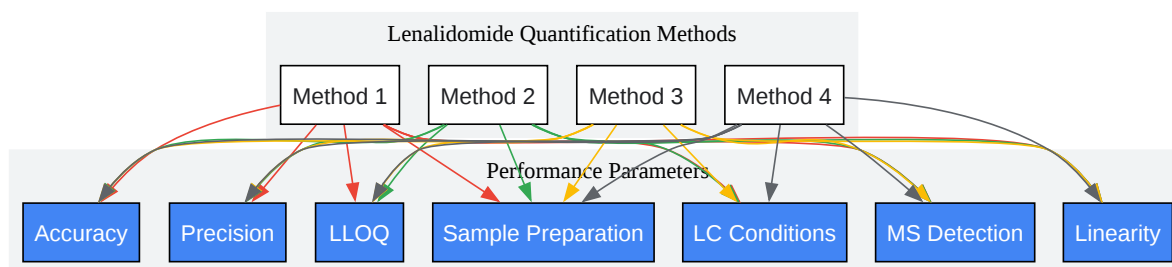 Lenalidomide Quantification Methods
Method 1
Method 2
Method 3
Method 4
Performance Parameters
Accuracy
Precision
LLOQ
Sample Preparation
LC Conditions
MS Detection
Linearity